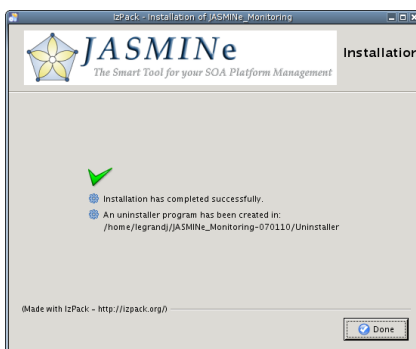 IzPack - Installation of JASMINe_Monitoring
JASMINe
The Smart Tool for your SOA Platform Management
Installation
Installation has completed successfully.
An uninstaller program has been created in:
/home/legrandj/JASMINe_Monitoring-070110/Uninstaller
(Made with IzPack - http://izpack.org/)
Done